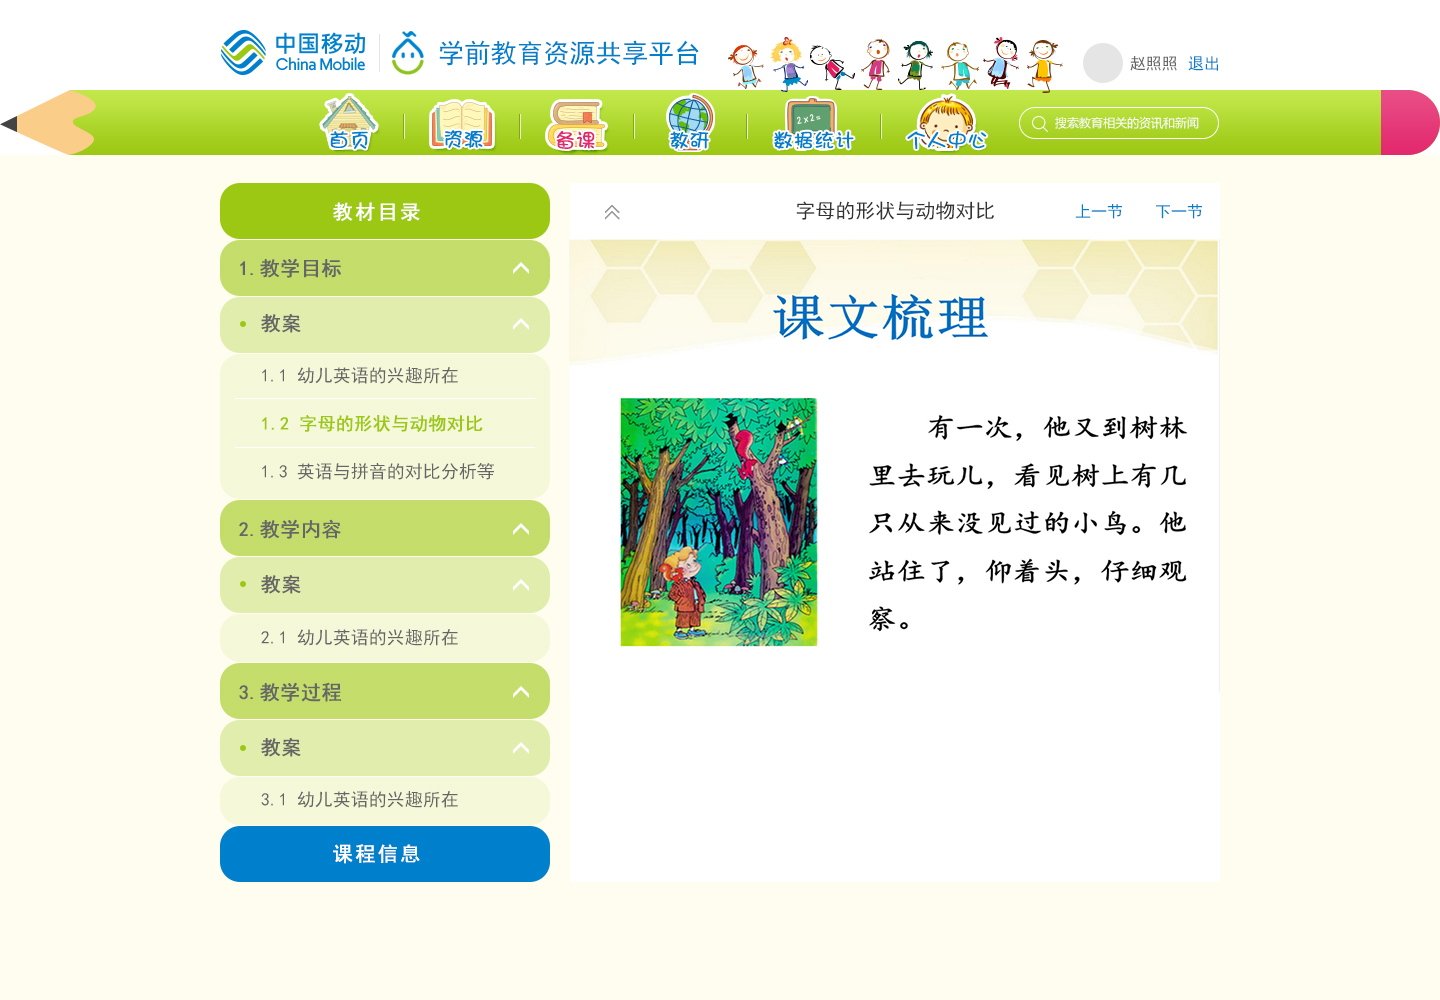 中国移动
China Mobile
学前教育资源共享平台
赵照照 退出
首页
资源
备课
教研
2x2=
数据统计
个人中心
搜索教育相关的资讯和新闻
教材目录
1.教学目标
教案
1.1 幼儿英语的兴趣所在
1.2 字母的形状与动物对比
1.3 英语与拼音的对比分析等
2.教学内容
教案
2.1 幼儿英语的兴趣所在
3.教学过程
教案
3.1 幼儿英语的兴趣所在
课程信息
字母的形状与动物对比
上一节
下一节
课文梳理
有一次，他又到树林
里去玩儿，看见树上有几
只从来没见过的小鸟。他
站住了，仰着头，仔细观
察。